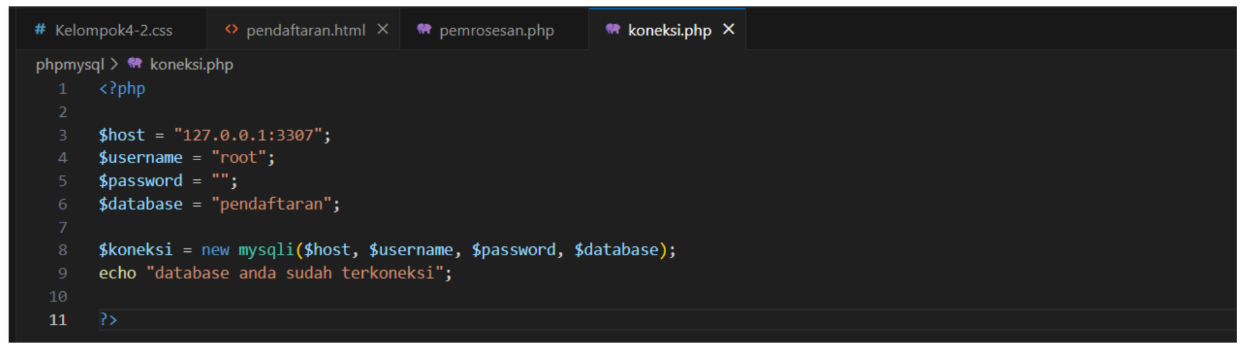 # Kelompok4-2.css <> pendaftaran.html × pemrosesan.php koneksi.php ×
phpmysql > koneksi.php
1 <?php
2
3 $host = "127.0.0.1:3307";
4 $username = "root";
5 $password = "";
6 $database = "pendaftaran";
7
8 $koneksi = new mysqli($host, $username, $password, $database);
9 echo "database anda sudah terkoneksi";
10
11 ?>